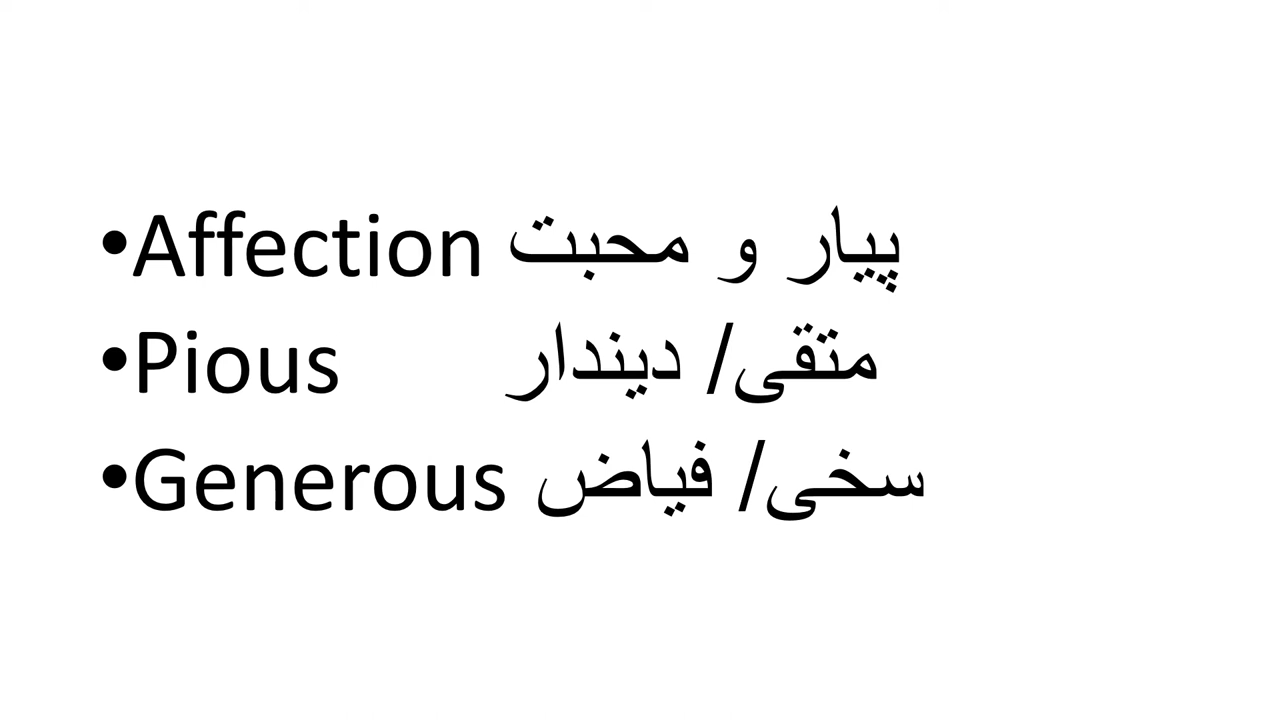 •Affection پیار و محبت
•Pious متقی/ دیندار
•Generous سخی/ فیاض